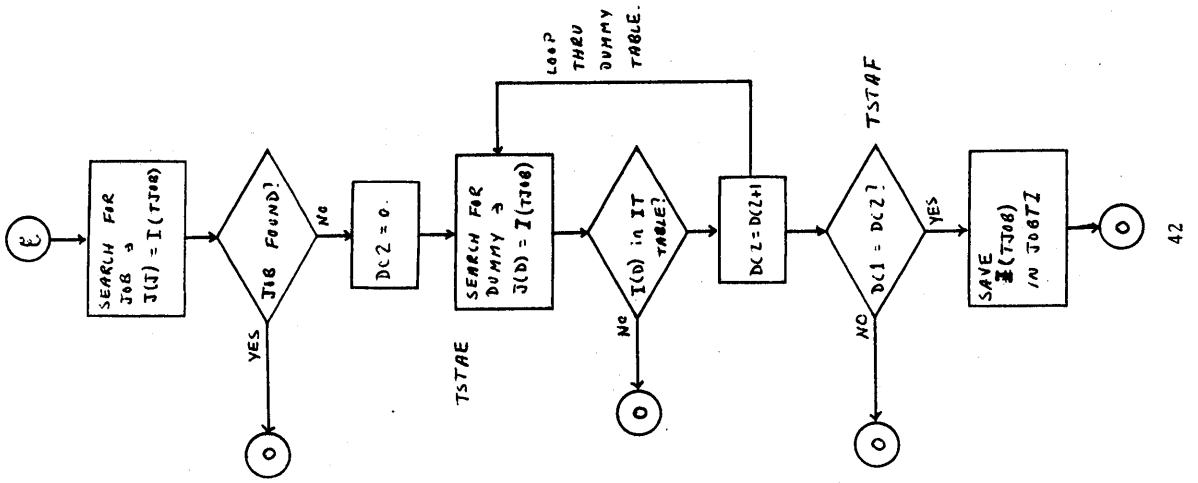 E
SEARCH FOR
JOB ∋
J(J) = I(TJOB)
JOB FOUND?
YES
O
NO
DC2 = 0.
TSTAE
SEARCH FOR
DUMMY ∋
J(D) = I(TJOB)
LOOP
THRU
DUMMY
TABLE.
I(D) in IT
TABLE?
NO
O
DC2 = DC2+1
TSTAF
DC1 = DC2?
NO
O
YES
SAVE
I(TJOB)
IN JOBTZ
O
42